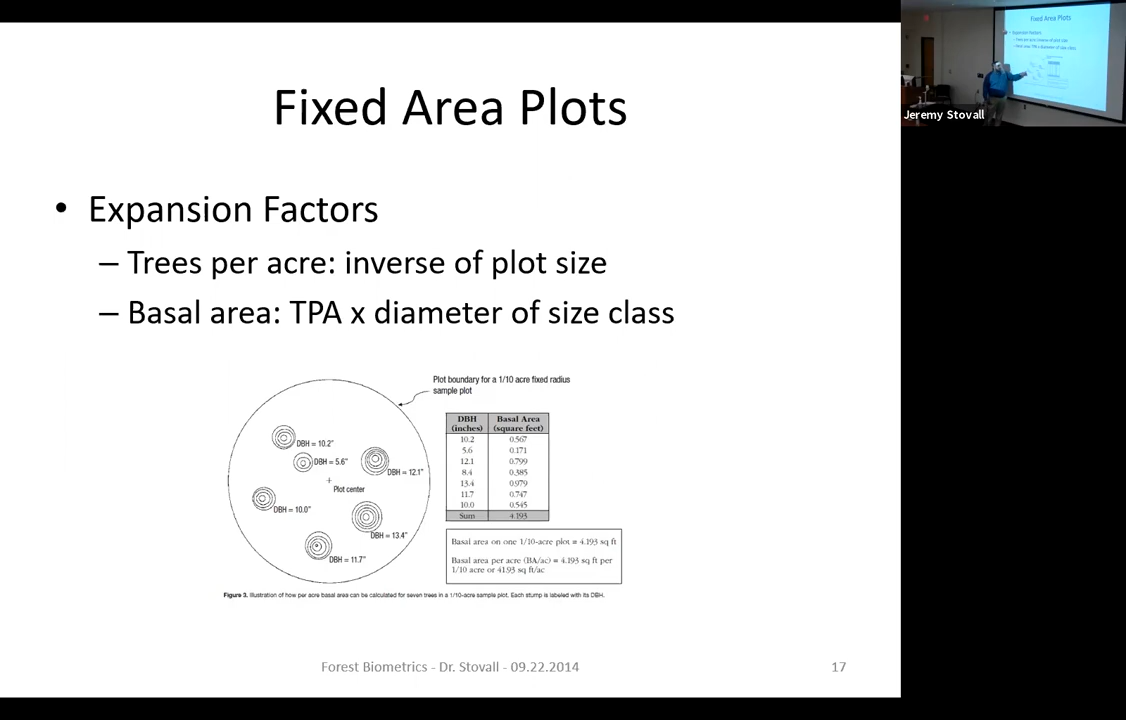 Fixed Area Plots
• Expansion Factors
– Trees per acre: inverse of plot size
– Basal area: TPA x diameter of size class
Plot boundary for a 1/10 acre fixed radius
sample plot
DBH = 10.2"
DBH = 5.6"
DBH = 12.1"
Plot center
DBH = 10.0"
DBH = 13.4"
DBH = 11.7"
DBH (inches) Basal Area (square feet)
10.2 0.567
5.6 0.171
12.1 0.799
8.4 0.385
13.4 0.979
11.7 0.747
10.0 0.545
Sum 4.193
Basal area on one 1/10-acre plot = 4.193 sq ft
Basal area per acre (BA/ac) = 4.193 sq ft per
1/10 acre or 41.93 sq ft/ac
Figure 3. Illustration of how per acre basal area can be calculated for seven trees in a 1/10-acre sample plot. Each stump is labeled with its DBH.
Forest Biometrics - Dr. Stovall - 09.22.2014
17
Fixed Area Plots
Expansion Factors
Jeremy Stovall